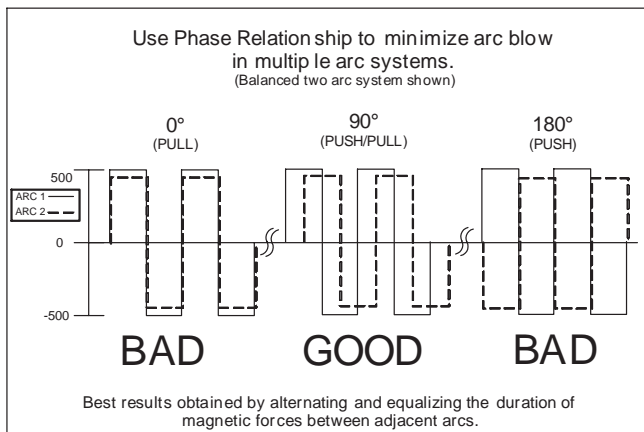 Use Phase Relation ship to minimize arc blow
in multip le arc systems.
(Balanced two arc system shown)
0°
(PULL)
90°
(PUSH/PULL)
180°
(PUSH)
500
ARC 1
ARC 2
0
-500
BAD
GOOD
BAD
Best results obtained by alternating and equalizing the duration of
magnetic forces between adjacent arcs.